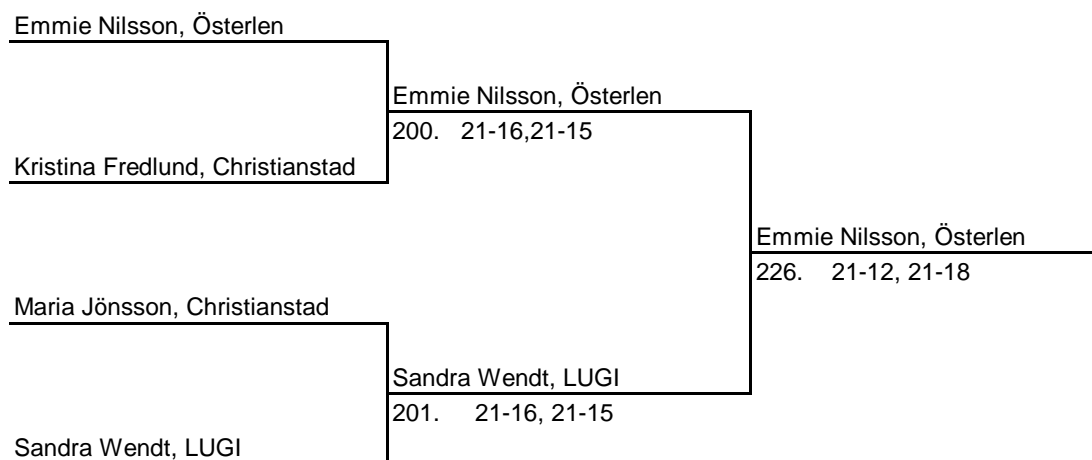 Emmie Nilsson, Österlen
Emmie Nilsson, Österlen
200. 21-16,21-15
Kristina Fredlund, Christianstad
Emmie Nilsson, Österlen
226. 21-12, 21-18
Maria Jönsson, Christianstad
Sandra Wendt, LUGI
201. 21-16, 21-15
Sandra Wendt, LUGI